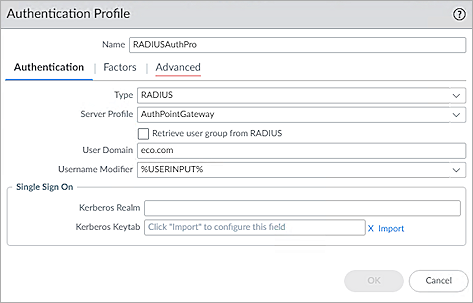 Authentication Profile
Name RADIUSAuthPro
Authentication | Factors | Advanced
Type RADIUS
Server Profile AuthPointGateway
Retrieve user group from RADIUS
User Domain eco.com
Username Modifier %USERINPUT%
Single Sign On
Kerberos Realm
Kerberos Keytab Click "Import" to configure this field X Import
OK Cancel